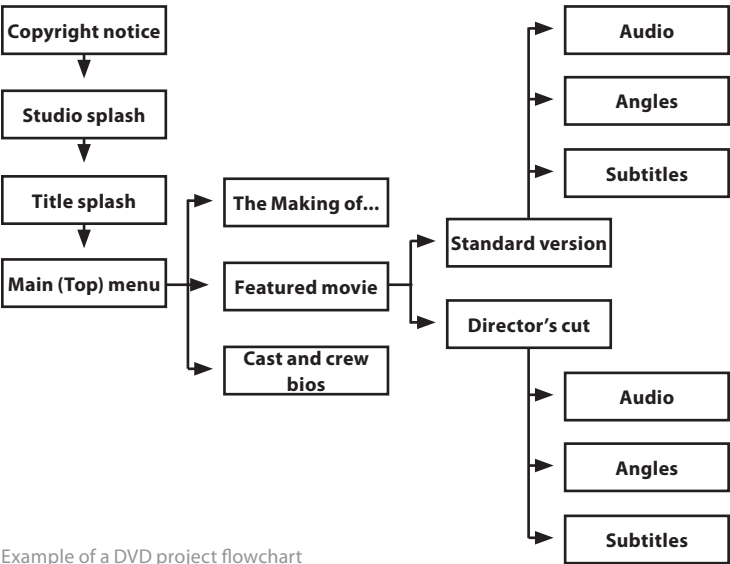 Copyright notice
Studio splash
Title splash
Main (Top) menu
The Making of...
Featured movie
Cast and crew
bios
Standard version
Audio
Angles
Subtitles
Director's cut
Audio
Angles
Subtitles
Example of a DVD project flowchart